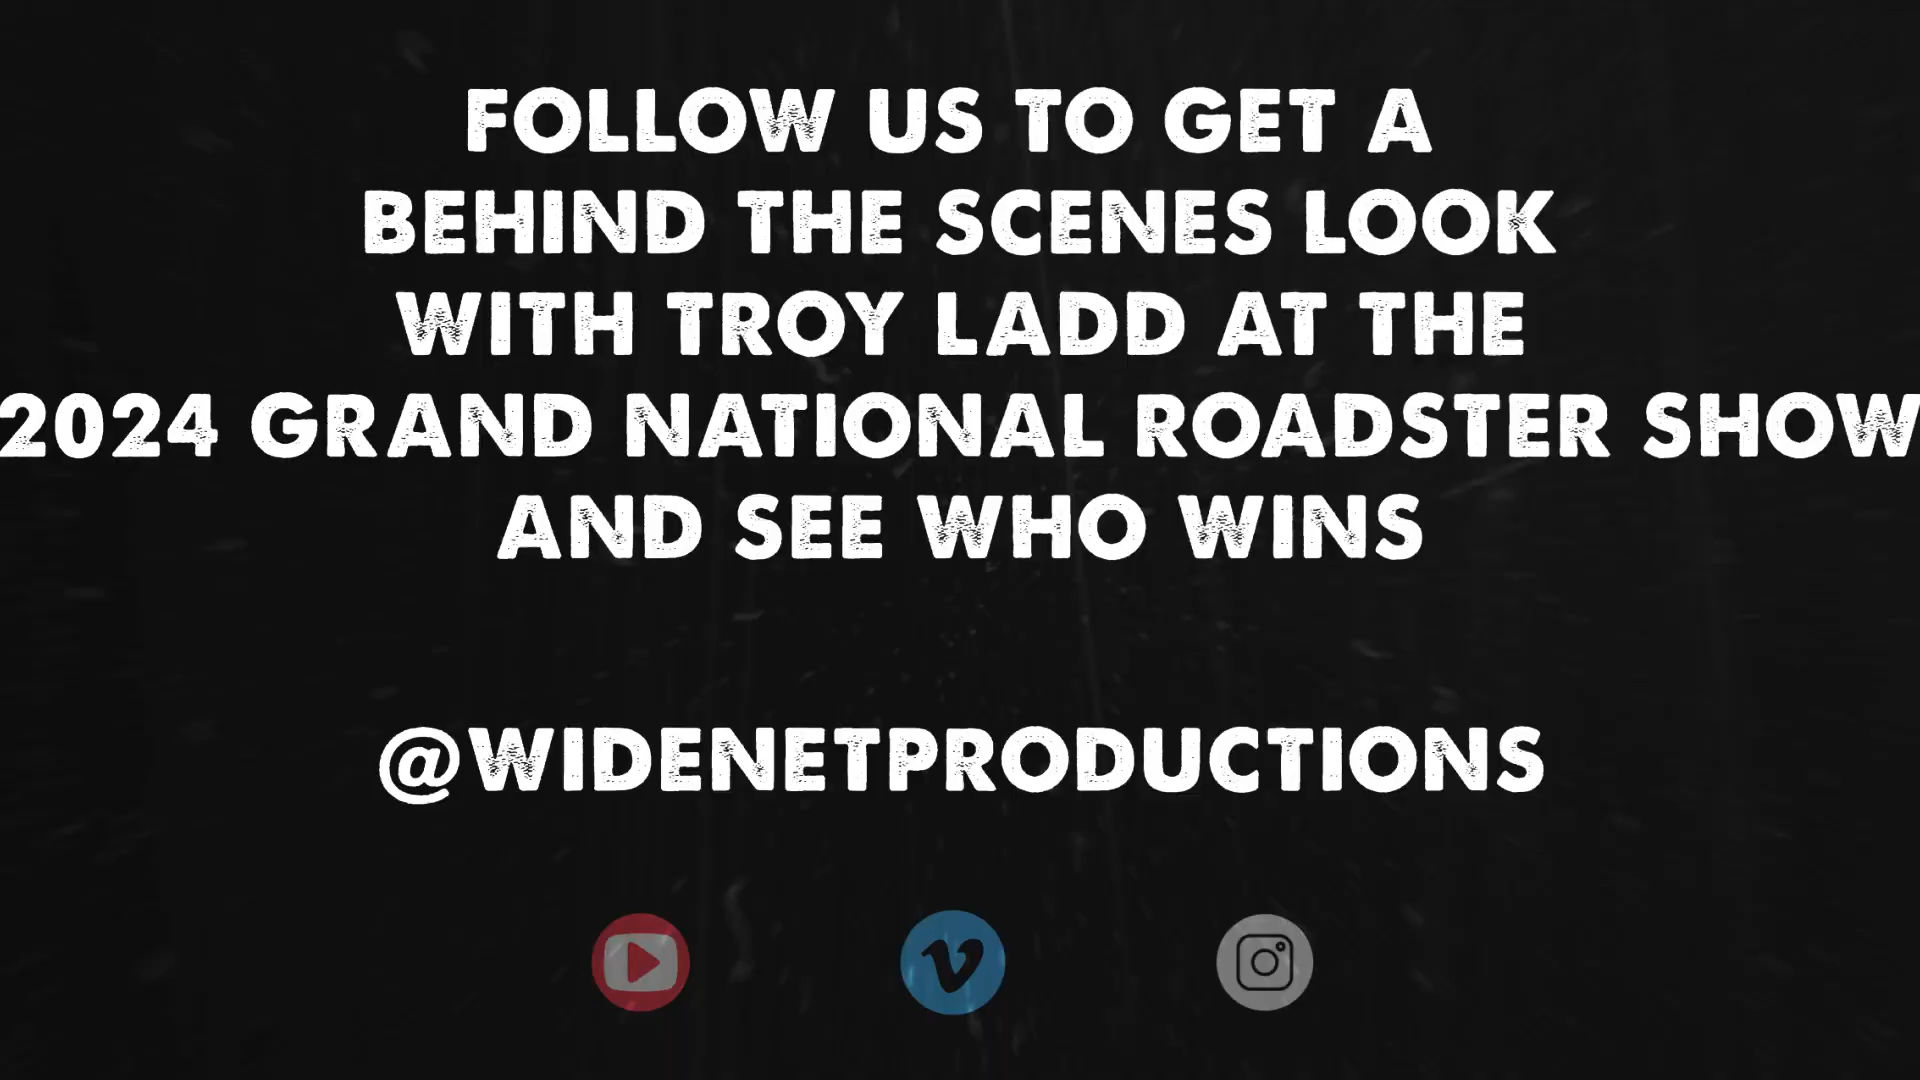 FOLLOW US TO GET A
BEHIND THE SCENES LOOK
WITH TROY LADD AT THE
2024 GRAND NATIONAL ROADSTER SHOW
AND SEE WHO WINS
@WIDENETPRODUCTIONS